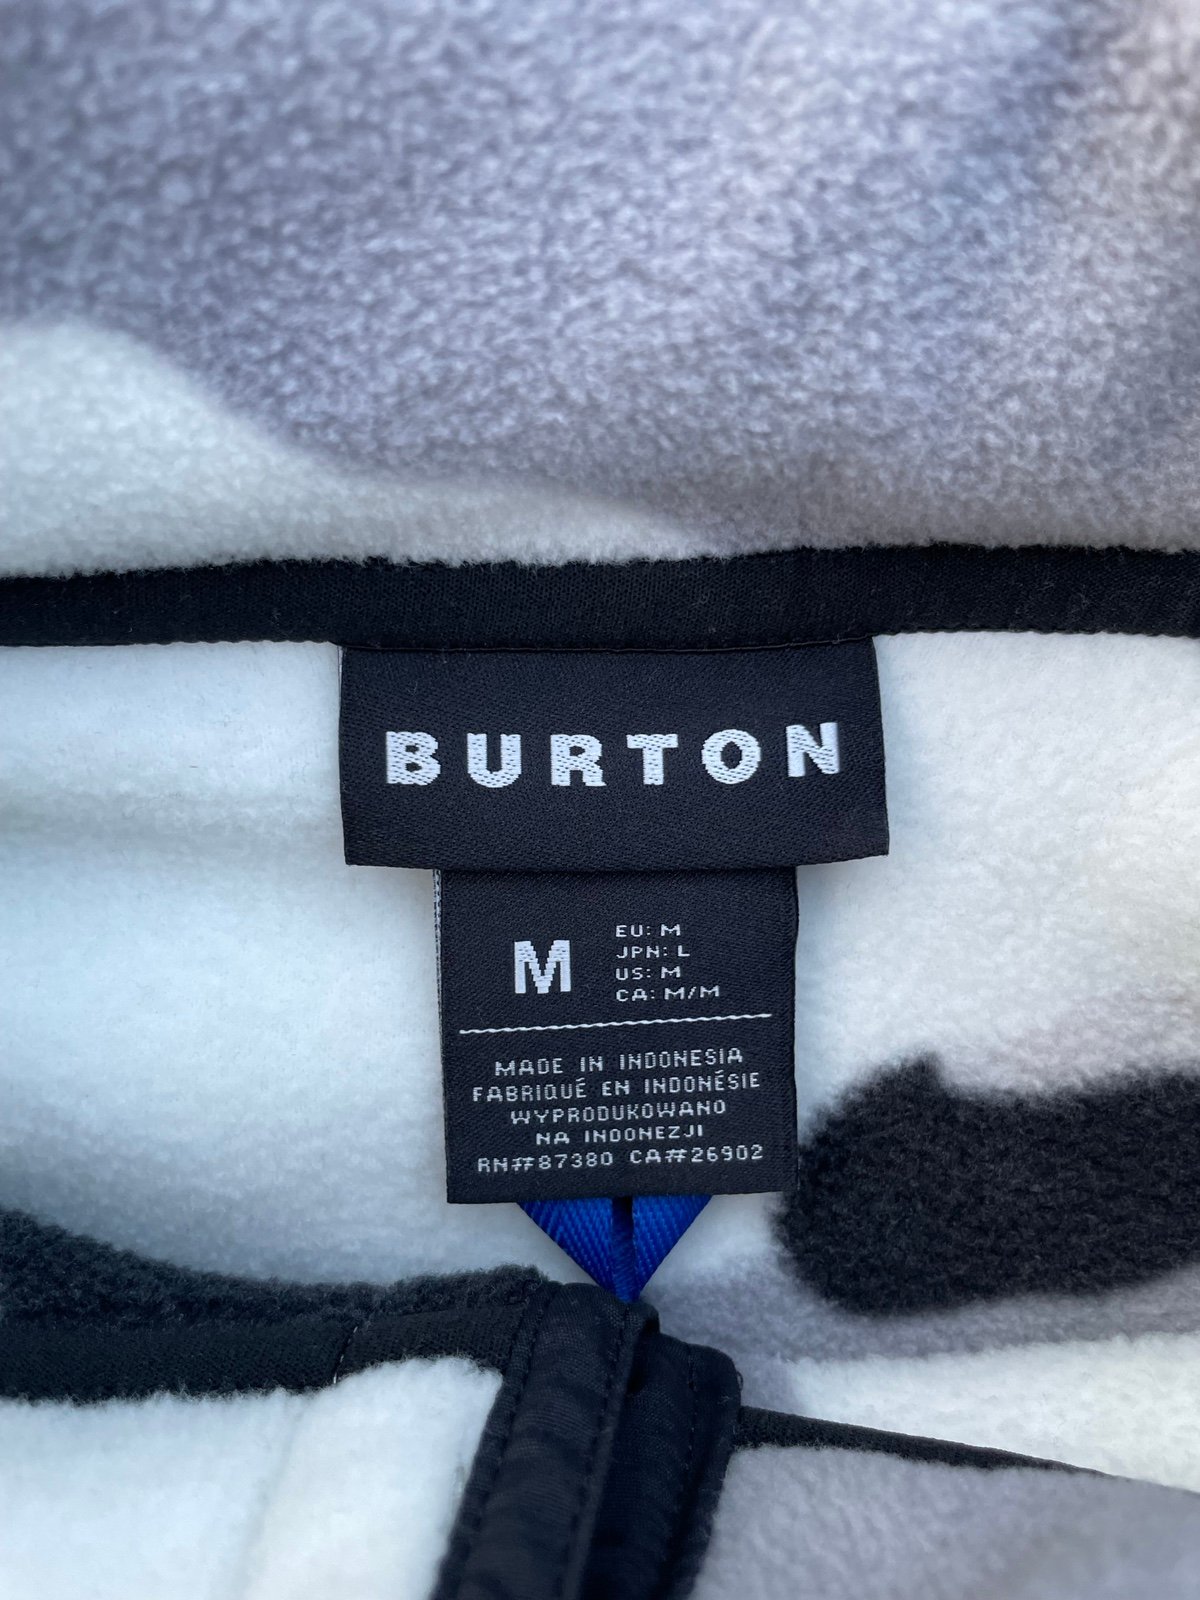 BURTON
M
EU: M
JPN: L
US: M
CA: M/M
MADE IN INDONESIA
FABRIQUÉ EN INDONÉSIE
WYPRODUKOWANO
NA INDONEZJI
RN#87380 CA#26902